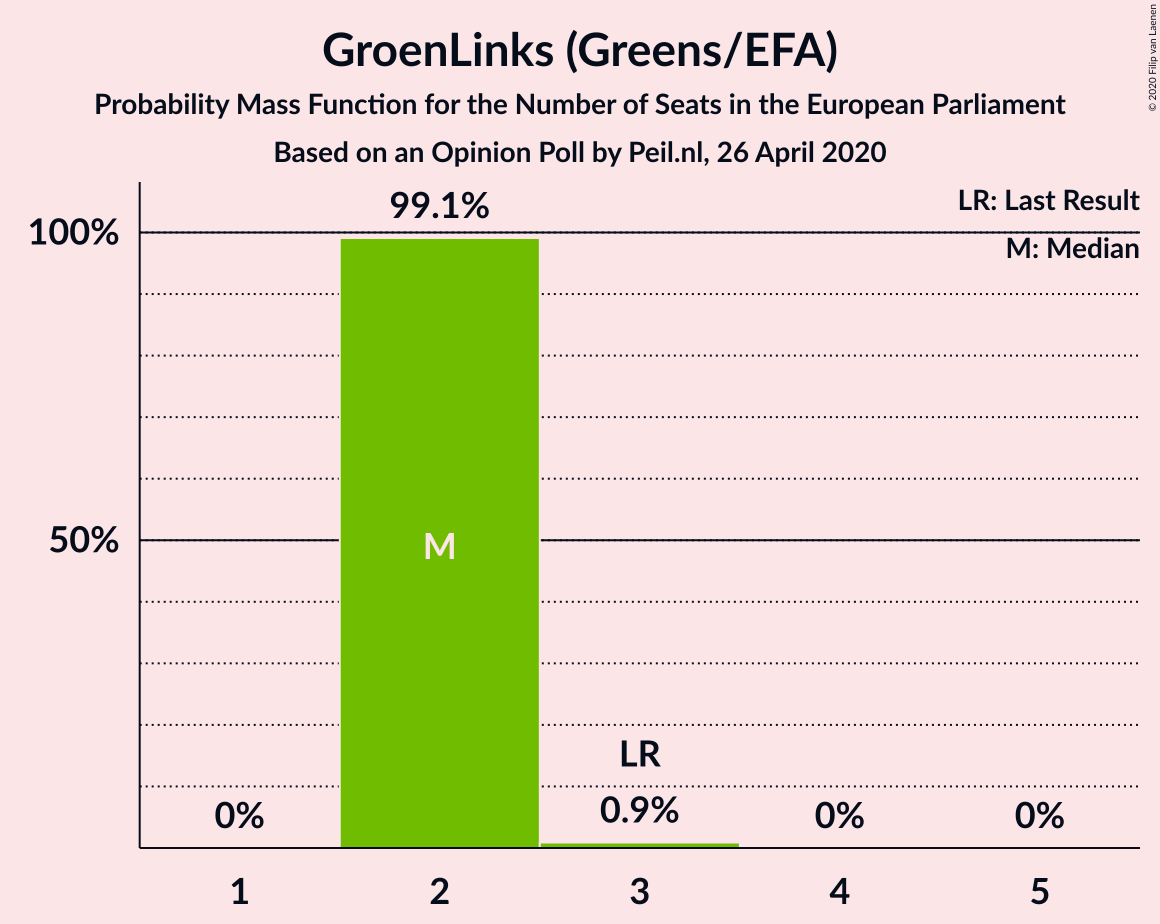 GroenLinks (Greens/EFA)
Probability Mass Function for the Number of Seats in the European Parliament
Based on an Opinion Poll by Peil.nl, 26 April 2020
© 2020 Filip van Laenen
LR: Last Result
M: Median
99.1%
100%
50%
M
LR
0%
0.9%
0%
0%
1
2
3
4
5